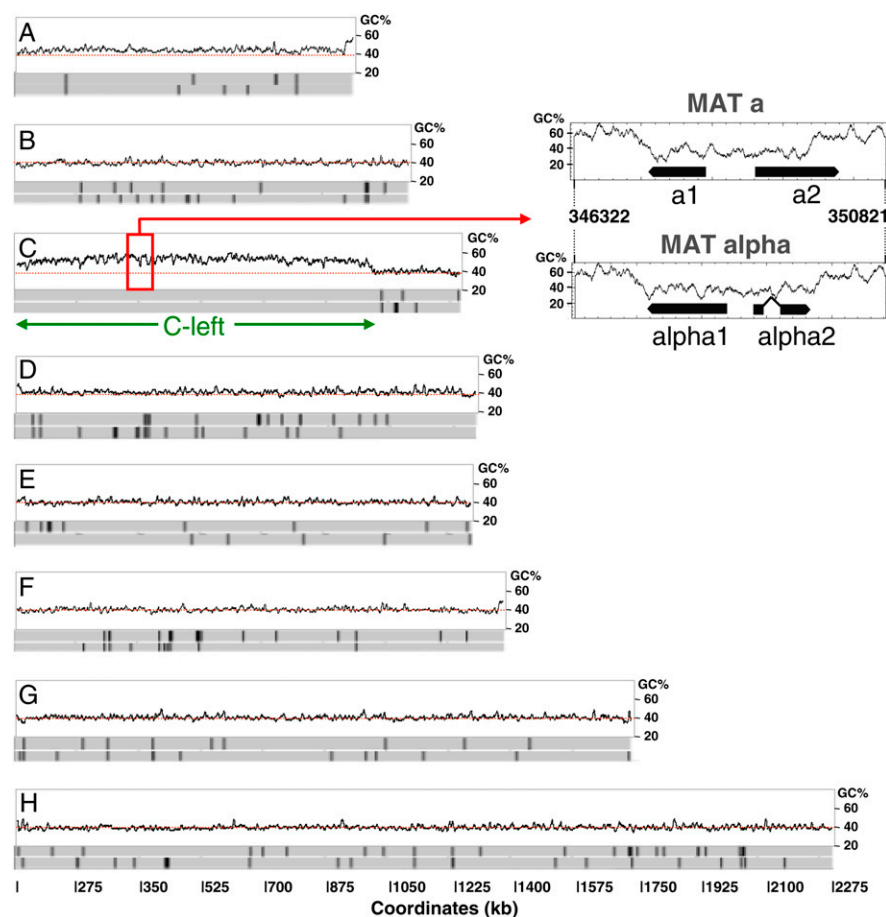 A
GC%
60
40
20
B
GC%
60
40
20
C
GC%
60
40
20
C-left
MAT a
GC%
60
40
20
a1 a2
346322 350821
MAT alpha
GC%
60
40
20
alpha1 alpha2
D
GC%
60
40
20
E
GC%
60
40
20
F
GC%
60
40
20
G
GC%
60
40
20
H
GC%
60
40
20
| |275 |350 |525 |700 |875 |1050 |1225 |1400 |1575 |1750 |1925 |2100 |2275
Coordinates (kb)